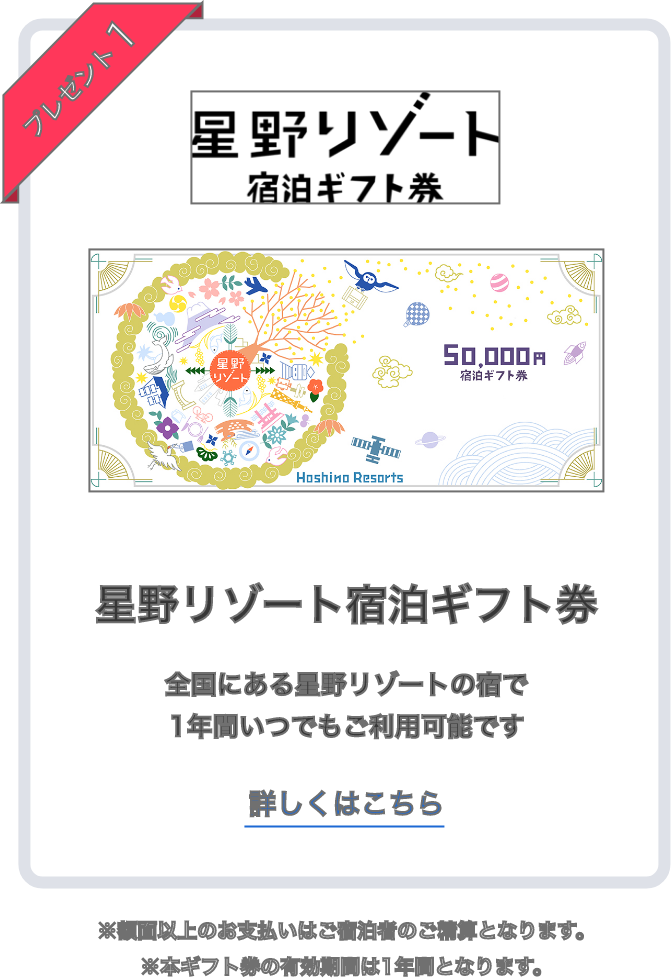 プレゼント1
星野リゾート
宿泊ギフト券
星野
リゾート
50,000円
宿泊ギフト券
Hoshino Resorts
星野リゾート宿泊ギフト券
全国にある星野リゾートの宿で
1年間いつでもご利用可能です
詳しくはこちら
※額面以上のお支払いはご宿泊者のご精算となります。
※本ギフト券の有効期間は1年間となります。